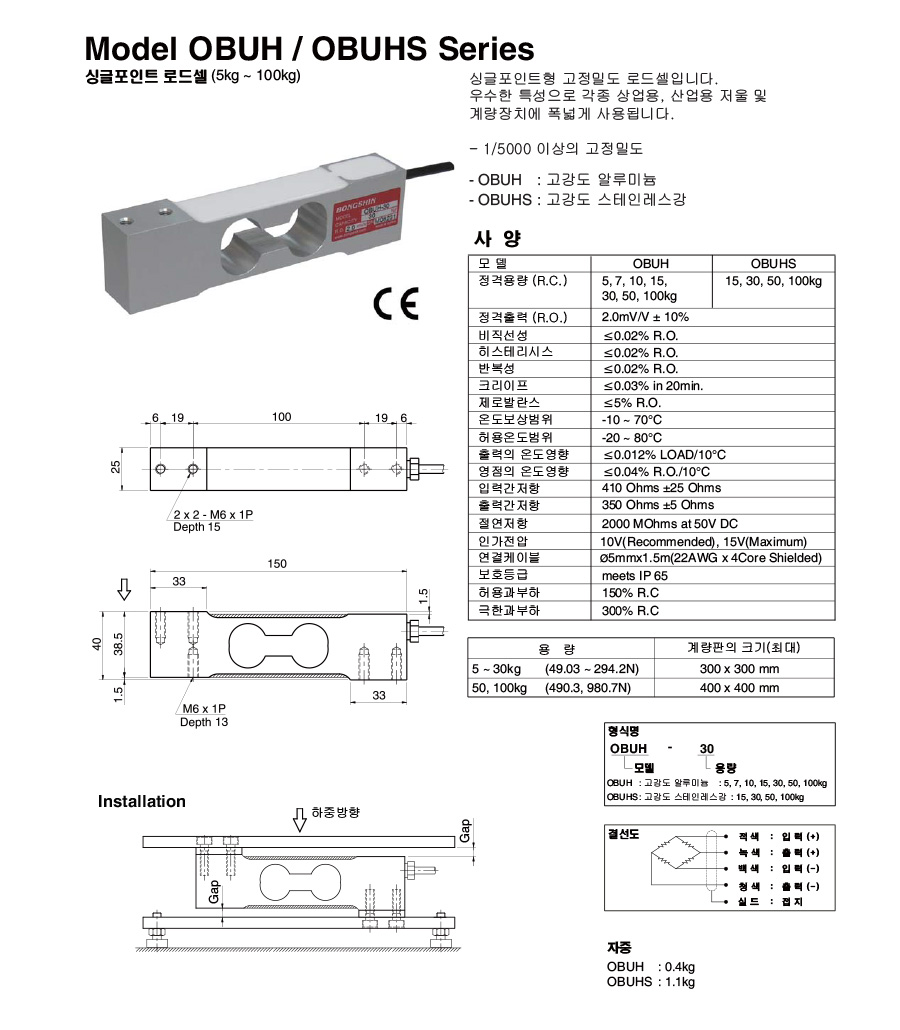 Model OBUH / OBUHS Series
싱글포인트 로드셀 (5kg ~ 100kg)
싱글포인트형 고정밀도 로드셀입니다.
우수한 특성으로 각종 상업용, 산업용 저울 및
계량장치에 폭넓게 사용됩니다.
- 1/5000 이상의 고정밀도
- OBUH : 고강도 알루미늄
- OBUHS : 고강도 스테인레스강
BONGSHIN
MODEL
CAPACITY
사 양
모 델 OBUH OBUHS
정격용량 (R.C.) 5, 7, 10, 15, 15, 30, 50, 100kg
30, 50, 100kg
정격출력 (R.O.) 2.0mV/V ± 10%
비직선성 ≤0.02% R.O.
히스테리시스 ≤0.02% R.O.
반복성 ≤0.02% R.O.
크리이프 ≤0.03% in 20min.
제로발란스 ≤5% R.O.
온도보상범위 -10 ~ 70°C
허용온도범위 -20 ~ 80°C
출력의 온도영향 ≤0.012% LOAD/10°C
영점의 온도영향 ≤0.04% R.O./10°C
입력간저항 410 Ohms ±25 Ohms
출력간저항 350 Ohms ±5 Ohms
절연저항 2000 MOhms at 50V DC
인가전압 10V(Recommended), 15V(Maximum)
연결케이블 Ø5mmx1.5m(22AWG x 4Core Shielded)
보호등급 meets IP 65
허용과부하 150% R.C
극한과부하 300% R.C
CE
6 19 100 19 6
25
2 x 2 - M6 x 1P
Depth 15
150
33
1.5
40
38.5
1.5
33
M6 x 1P
Depth 13
용 량 계량판의 크기(최대)
5 ~ 30kg (49.03 ~ 294.2N) 300 x 300 mm
50, 100kg (490.3, 980.7N) 400 x 400 mm
형식명
OBUH - 30
모델 용량
OBUH : 고강도 알루미늄 : 5, 7, 10, 15, 30, 50, 100kg
OBUHS : 고강도 스테인레스강 : 15, 30, 50, 100kg
Installation
하중방향
Gap
Gap
결선도
적색 : 입력 (+)
녹색 : 출력 (+)
백색 : 입력 (-)
청색 : 출력 (-)
실드 : 접지
자중
OBUH : 0.4kg
OBUHS : 1.1kg